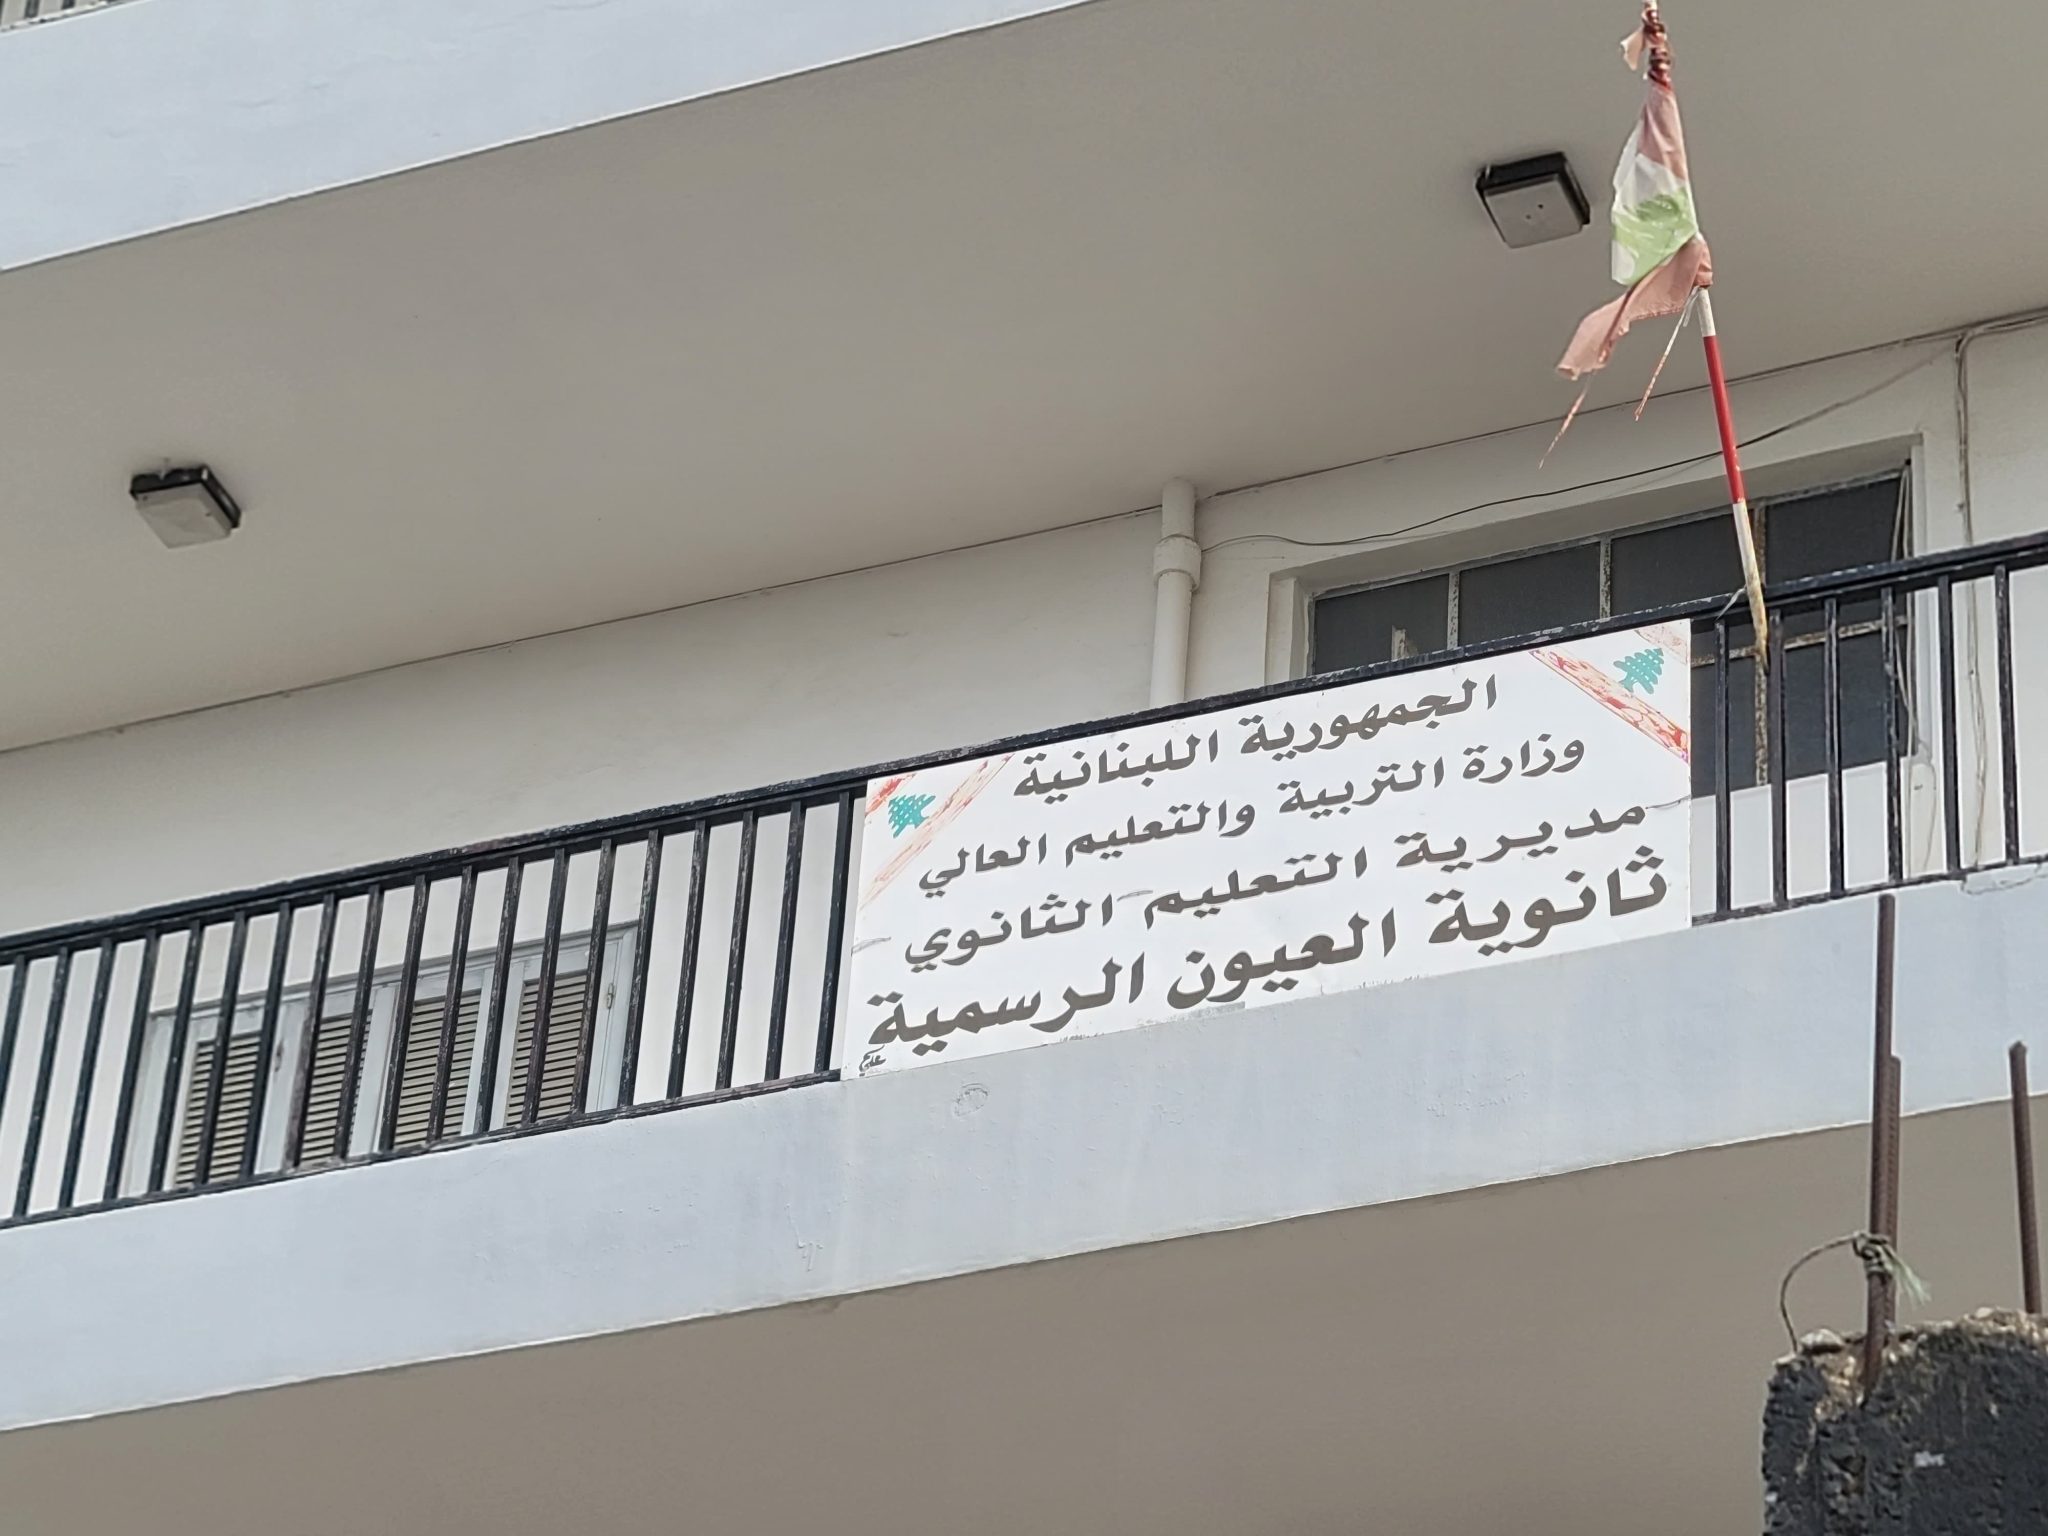 الجمهورية اللبنانية
وزارة التربية والتعليم العالي
مديرية التعليم الثانوي
ثانوية العيون الرسمية